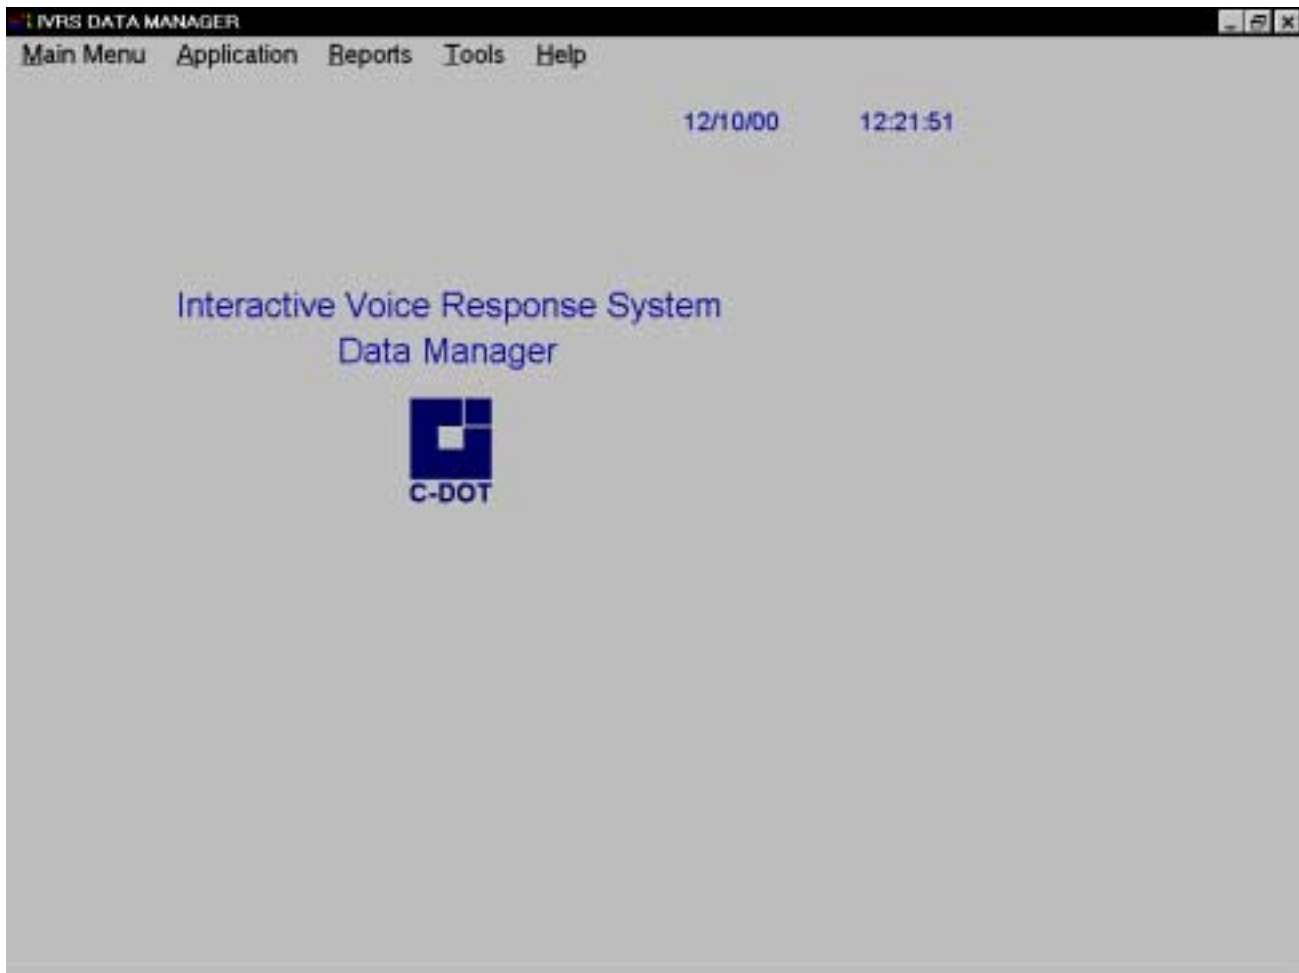 IVRS DATA MANAGER
Main Menu Application Reports Tools Help
12/10/00 12:21:51
Interactive Voice Response System
Data Manager
C-DOT